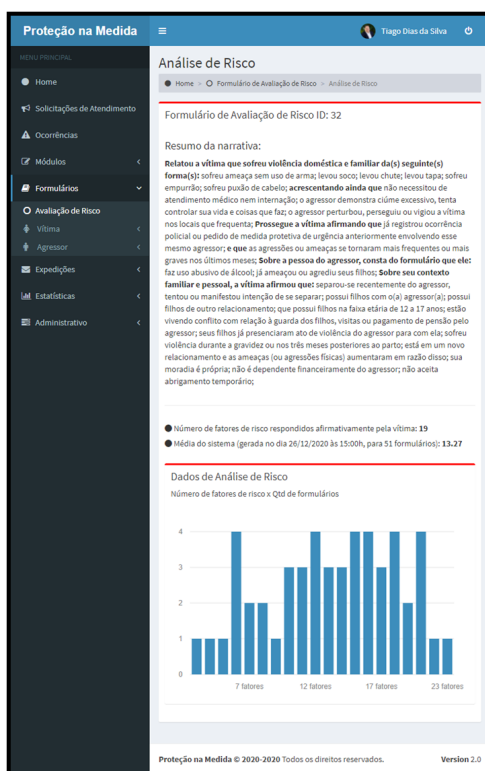 Proteção na Medida
Tiago Dias da Silva
MENU PRINCIPAL
Home
Solicitações de Atendimento
Ocorrências
Módulos
Formulários
Avaliação de Risco
Vítima
Agressor
Expedições
Estatísticas
Administrativo
Análise de Risco
Home > Formulário de Avaliação de Risco > Análise de Risco
Formulário de Avaliação de Risco ID: 32
Resumo da narrativa:
Relatou a vítima que sofreu violência doméstica e familiar da(s) seguinte(s)
forma(s): sofreu ameaça sem uso de arma; levou soco; levou chute; levou tapa; sofreu
empurrão; sofreu puxão de cabelo; acrescentando ainda que não necessitou de
atendimento médico nem internação; o agressor demonstra ciúme excessivo, tenta
controlar sua vida e coisas que faz; o agressor perturbou, perseguiu ou vigiou a vítima
nos locais que frequenta; Prossegue a vítima afirmando que já registrou ocorrência
policial ou pedido de medida protetiva de urgência anteriormente envolvendo esse
mesmo agressor; e que as agressões ou ameaças se tornaram mais frequentes ou mais
graves nos últimos meses; Sobre a pessoa do agressor, consta do formulário que ele:
faz uso abusivo de álcool; já ameaçou ou agrediu seus filhos; Sobre seu contexto
familiar e pessoal, a vítima afirmou que: separou-se recentemente do agressor,
tentou ou manifestou intenção de se separar; possui filhos com o(a) agressor(a); possui
filhos de outro relacionamento; que possui filhos na faixa etária de 12 a 17 anos; estão
vivendo conflito com relação à guarda dos filhos, visitas ou pagamento de pensão pelo
agressor; seus filhos já presenciaram ato de violência do agressor para com ela; sofreu
violência durante a gravidez ou nos três meses posteriores ao parto; está em um novo
relacionamento e as ameaças (ou agressões físicas) aumentaram em razão disso; sua
moradia é própria; não é dependente financeiramente do agressor; não aceita
abrigamento temporário;
Número de fatores de risco respondidos afirmativamente pela vítima: 19
Média do sistema (gerada no dia 26/12/2020 às 15:00h, para 51 formulários): 13.27
Dados de Análise de Risco
Número de fatores de risco x Qtd de formulários
4
3
2
1
0
7 fatores 12 fatores 17 fatores 23 fatores
Proteção na Medida © 2020-2020 Todos os direitos reservados. Version 2.0